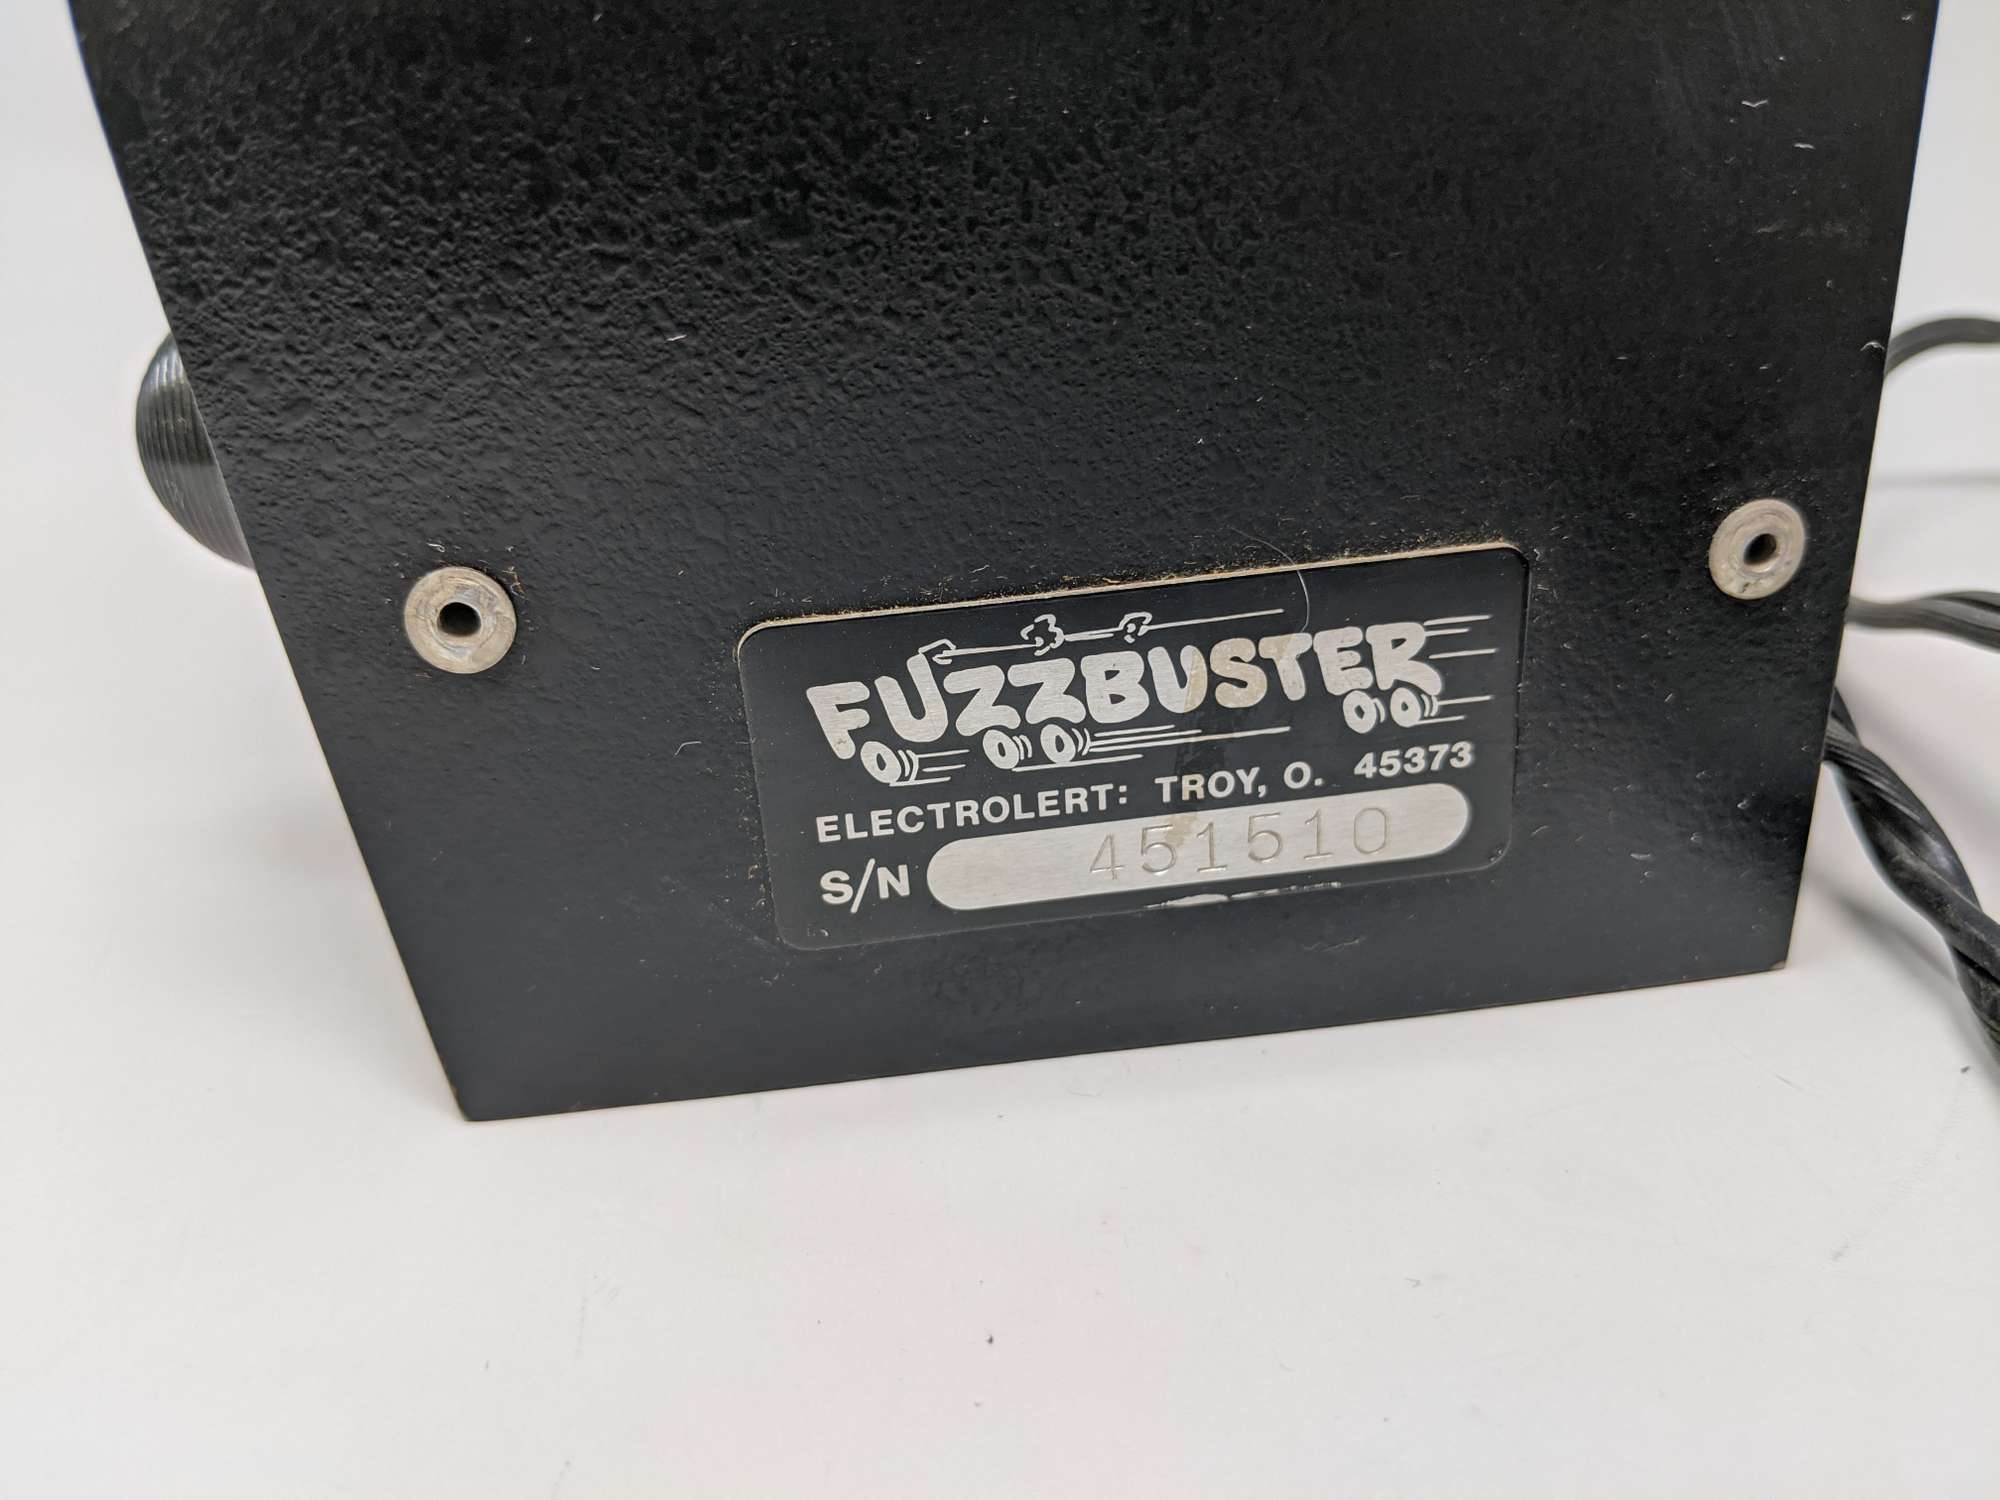 FUZZBUSTER
ELECTROLERT: TROY, O. 45373
S/N 451510